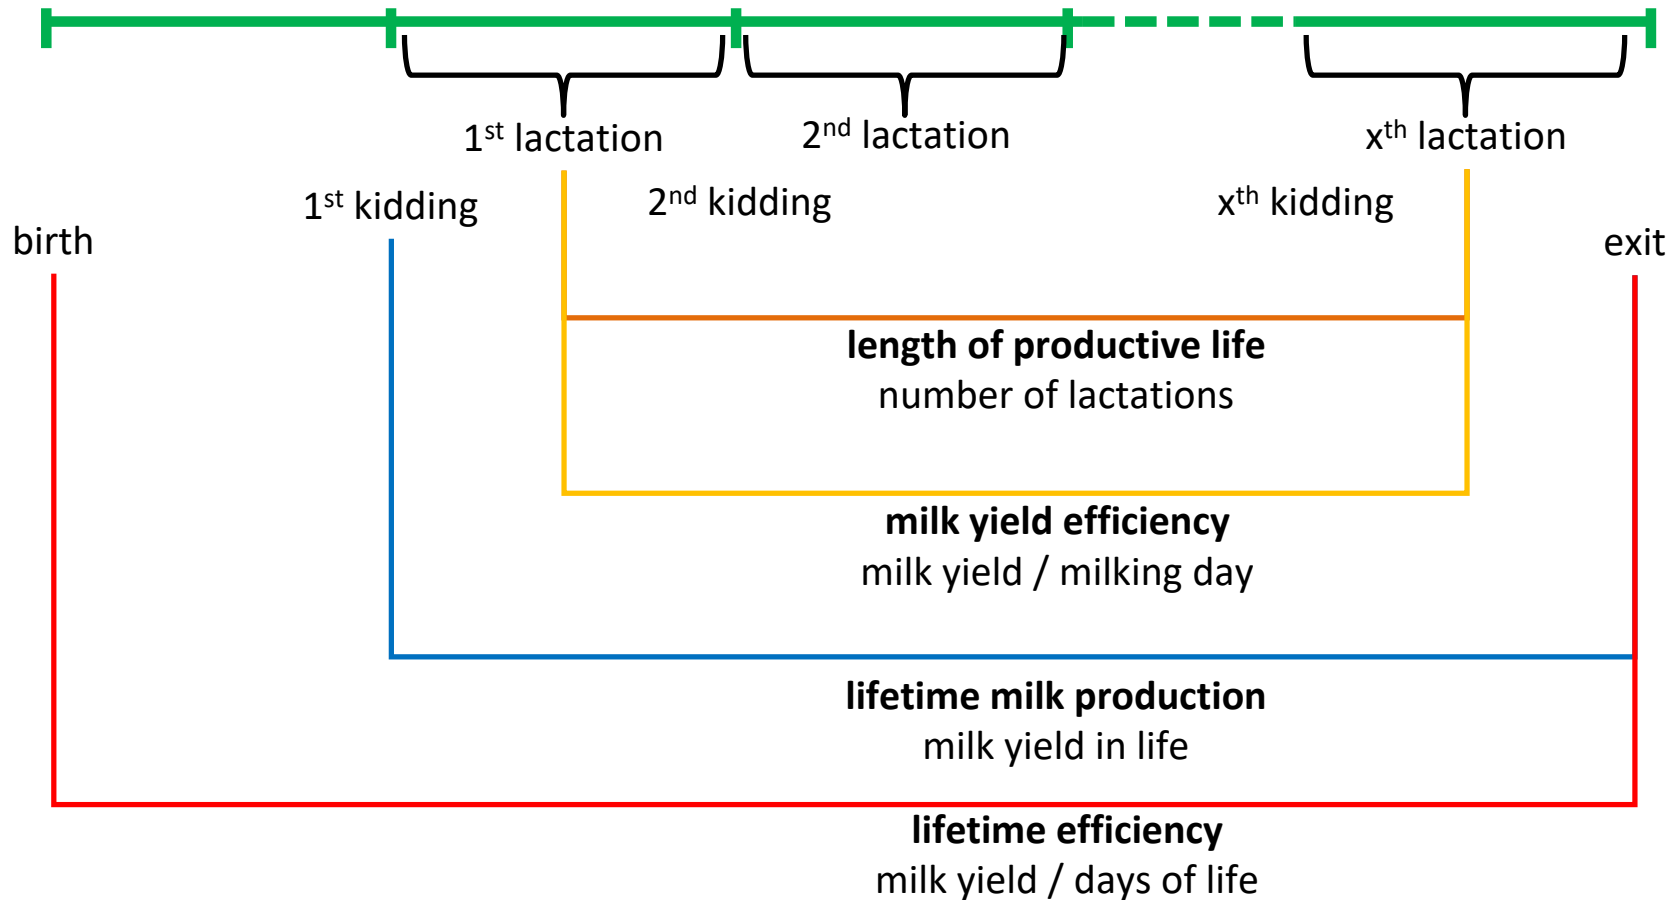 1st lactation
2nd lactation
xth lactation
1st kidding
2nd kidding
xth kidding
birth
exit
length of productive life
number of lactations
milk yield efficiency
milk yield / milking day
lifetime milk production
milk yield in life
lifetime efficiency
milk yield / days of life